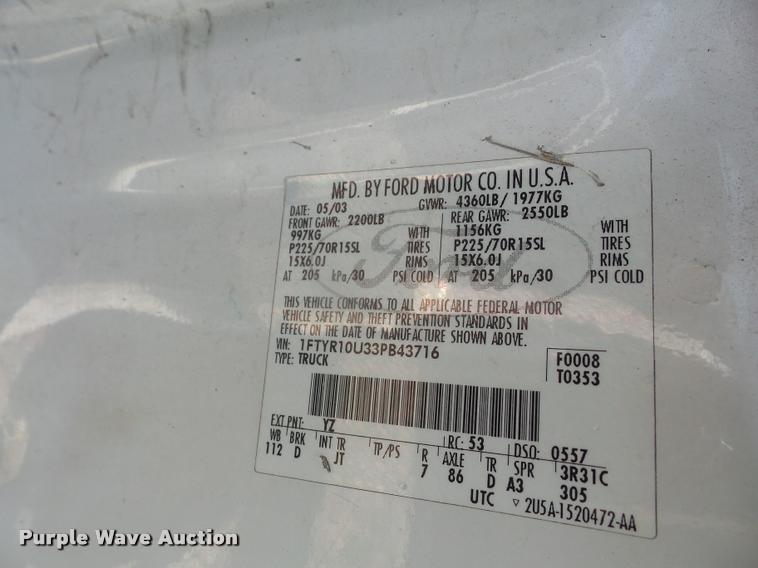 MFD. BY FORD MOTOR CO. IN U.S.A.
DATE: 05/03 GVWR: 4360LB/ 1977KG
FRONT GAWR: 2200LB REAR GAWR: 2550LB
997KG WITH 1156KG WITH
P225/70R15SL TIRES P225/70R15SL TIRES
15X6.0J RIMS 15X6.0J RIMS
AT 205 kPa/30 PSI COLD AT 205 kPa/30 PSI COLD
Ford
THIS VEHICLE CONFORMS TO ALL APPLICABLE FEDERAL MOTOR
VEHICLE SAFETY AND THEFT PREVENTION STANDARDS IN
EFFECT ON THE DATE OF MANUFACTURE SHOWN ABOVE.
VIN: 1FTYR10U33PB43716 F0008
TYPE: TRUCK T0353
EXT PNT: YZ RC: 53 DSO: 0557
WB BRK INT TR TP/PS R AXLE TR SPR 3R31C
112 D JT 7 86 D A3 305
UTC ▽ 2U5A-1520472-AA
Purple Wave Auction